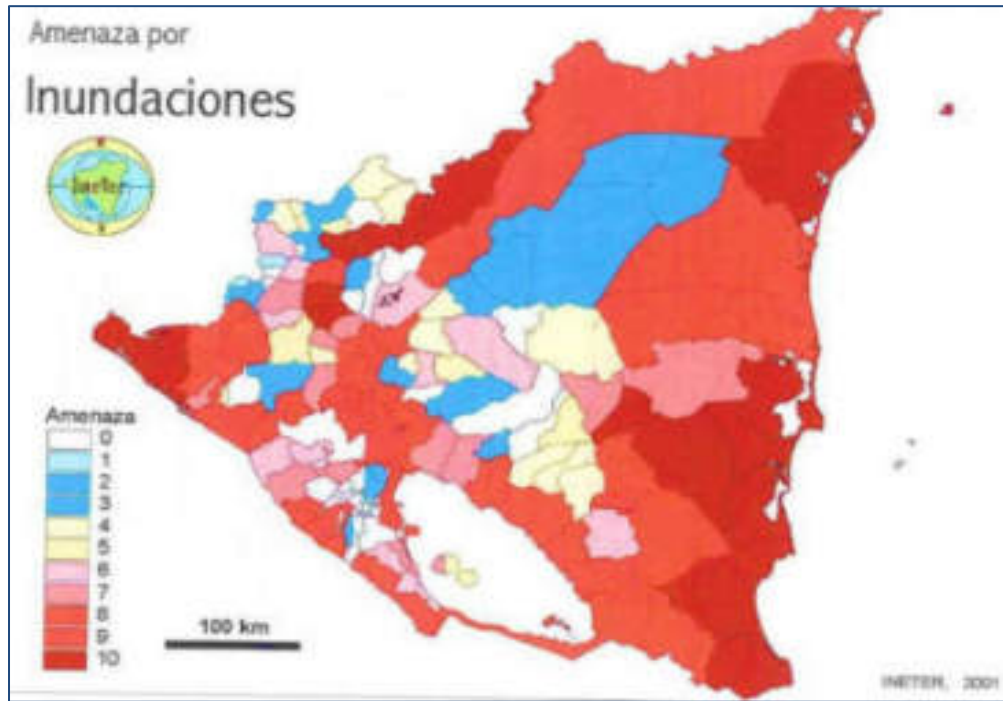 Amenaza por
Inundaciones
Ineter
Amenaza
0
1
2
3
4
5
6
7
8
9
10
100 km
INETER, 2001